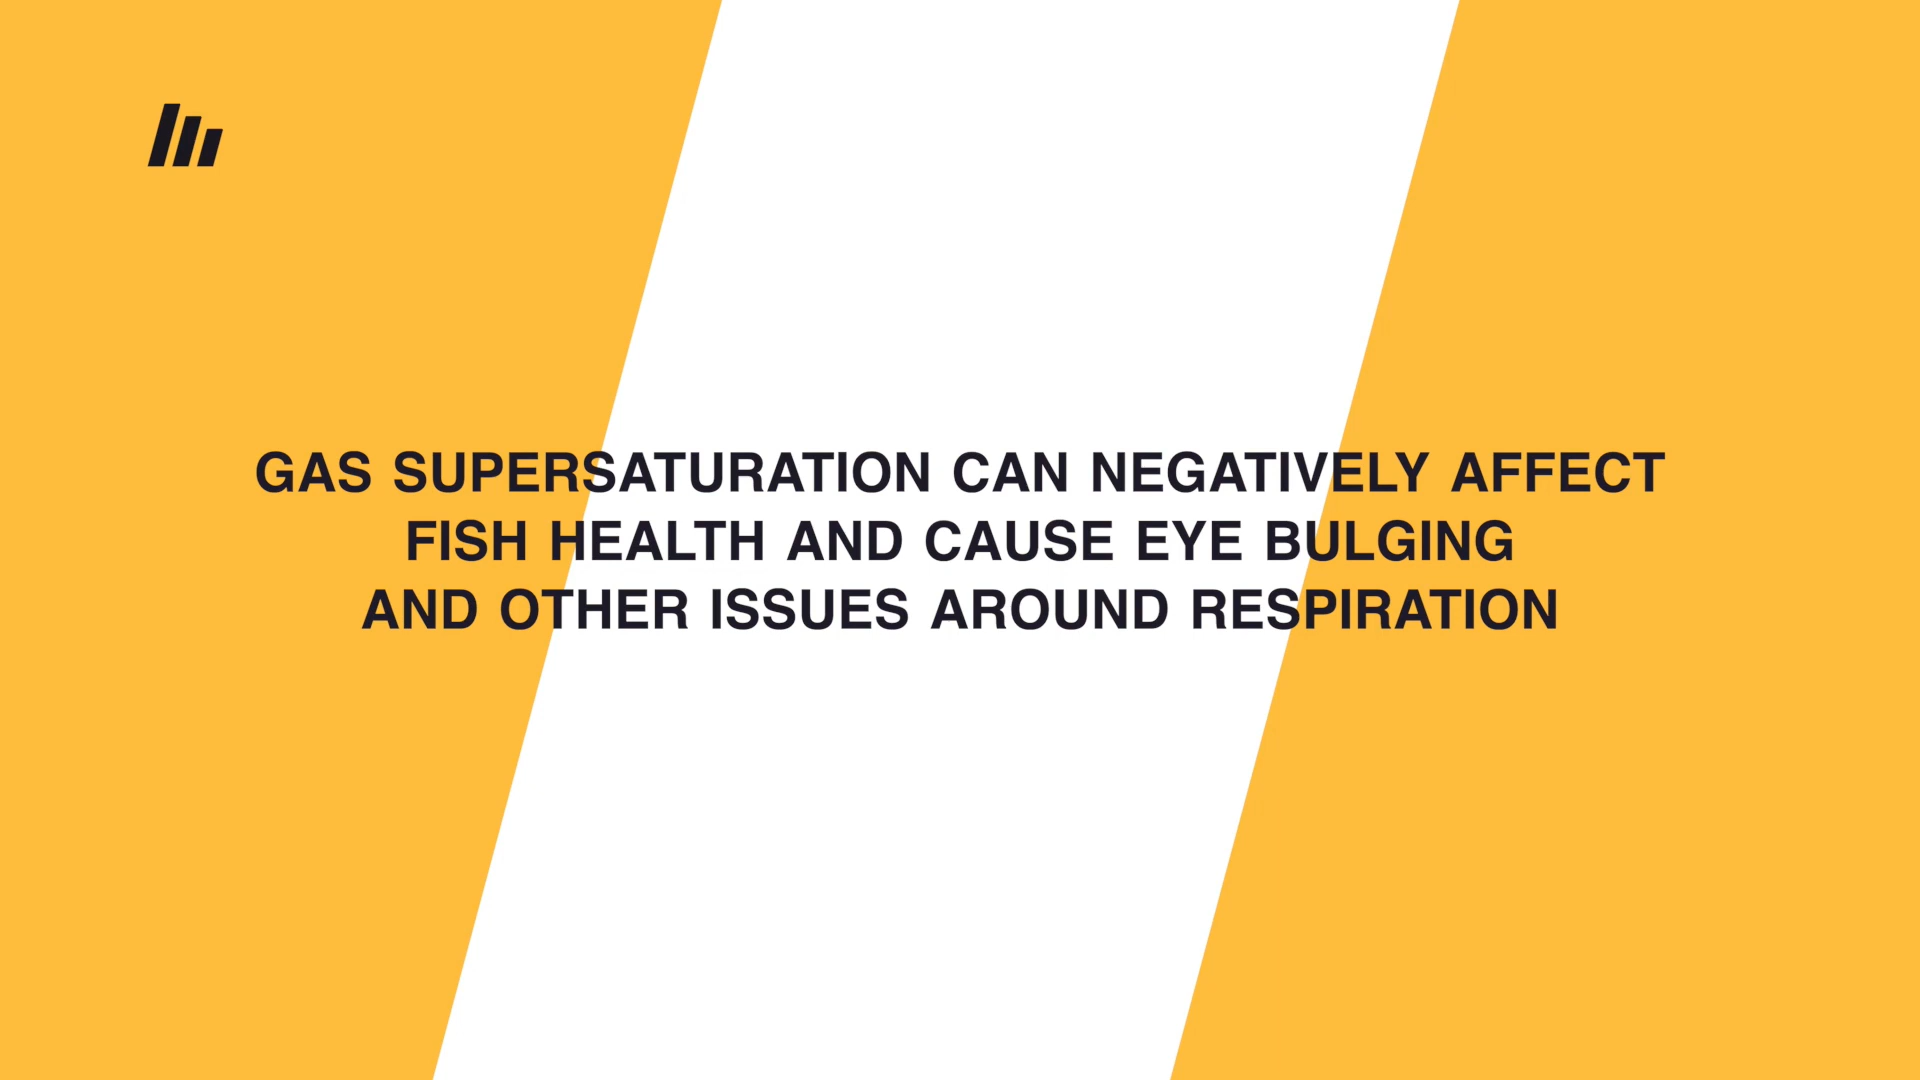 GAS SUPERSATURATION CAN NEGATIVELY AFFECT
FISH HEALTH AND CAUSE EYE BULGING
AND OTHER ISSUES AROUND RESPIRATION